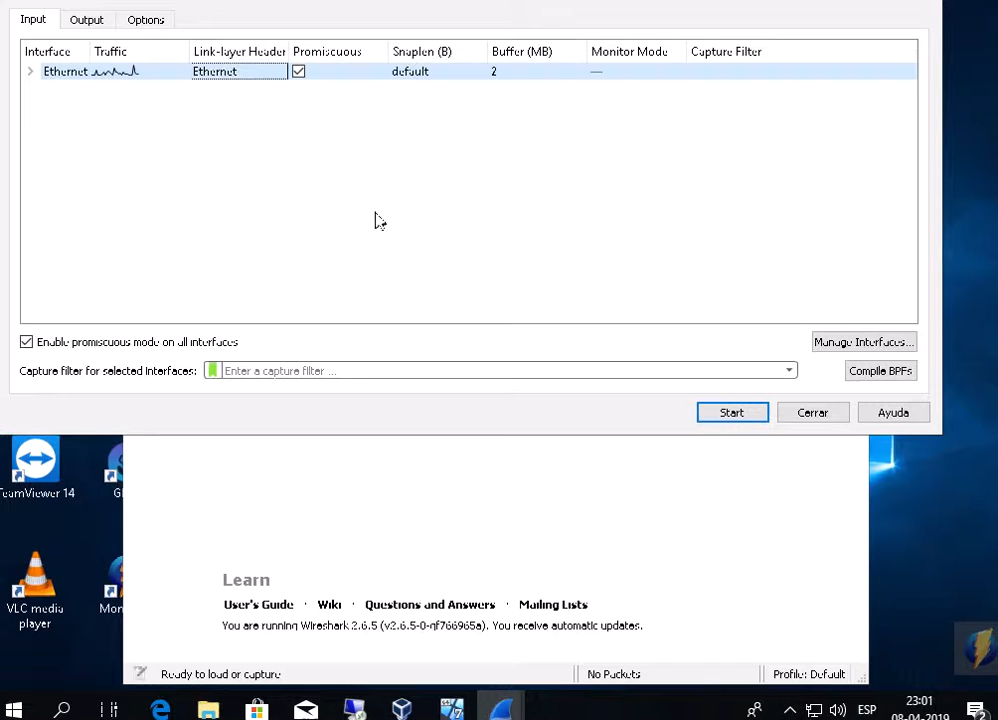 Input Output Options
Interface Traffic Link-layer Header Promiscuous Snaplen (B) Buffer (MB) Monitor Mode Capture Filter
Ethernet Ethernet default 2 —
Enable promiscuous mode on all interfaces
Manage Interfaces...
Capture filter for selected interfaces: Enter a capture filter ...
Compile BPFs
Start Cerrar Ayuda
TeamViewer 14
VLC media
player
Learn
User's Guide · Wiki · Questions and Answers · Mailing Lists
You are running Wireshark 2.6.5 (v2.6.5-0-gf766965a). You receive automatic updates.
Ready to load or capture No Packets Profile: Default
ESP
23:01
08-04-2019